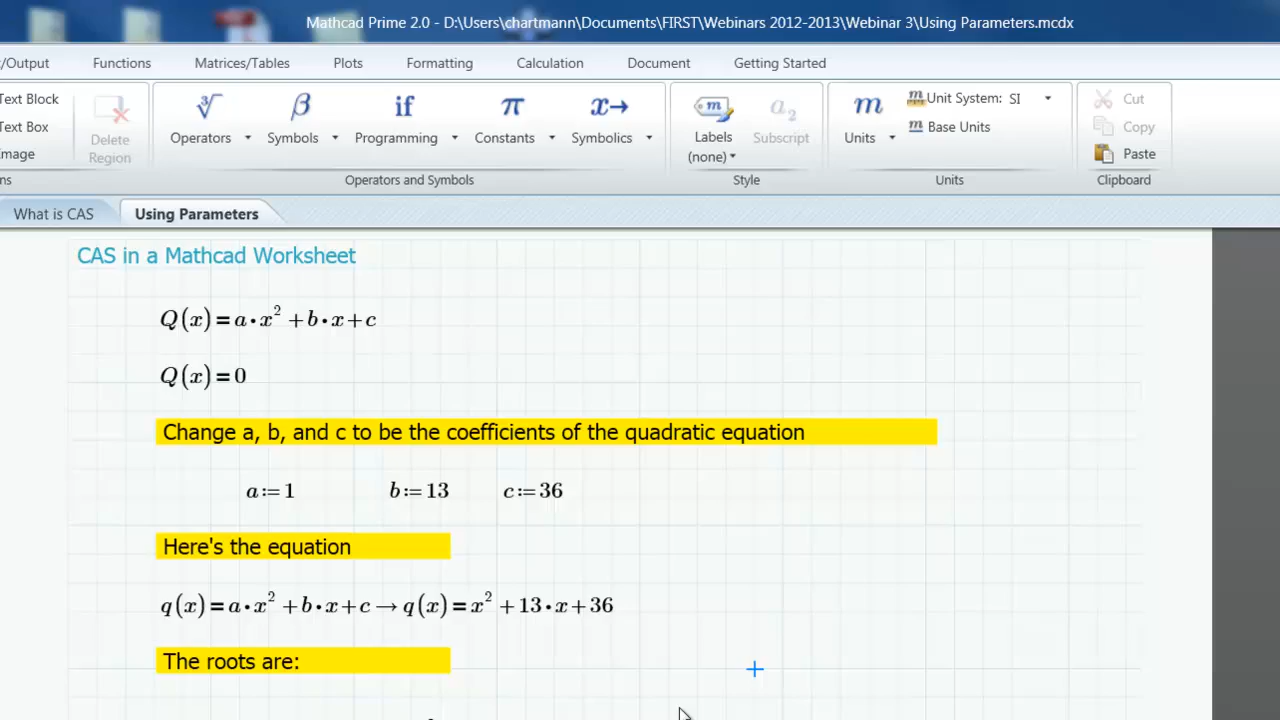 Mathcad Prime 2.0 - D:\Users\chartmann\Documents\FIRST\Webinars 2012-2013\Webinar 3\Using Parameters.mcdx
/Output Functions Matrices/Tables Plots Formatting Calculation Document Getting Started
Text Block
Text Box
Image
Delete
Region
∛ β if π x→
Operators Symbols Programming Constants Symbolics
Operators and Symbols
m a₂
Labels Subscript
(none)
Style
m Unit System: SI
Units Base Units
Units
Cut
Copy
Paste
Clipboard
ns
What is CAS Using Parameters
CAS in a Mathcad Worksheet
Q(x)=a·x²+b·x+c
Q(x)=0
Change a, b, and c to be the coefficients of the quadratic equation
a:=1 b:=13 c:=36
Here's the equation
q(x)=a·x²+b·x+c→q(x)=x²+13·x+36
The roots are: